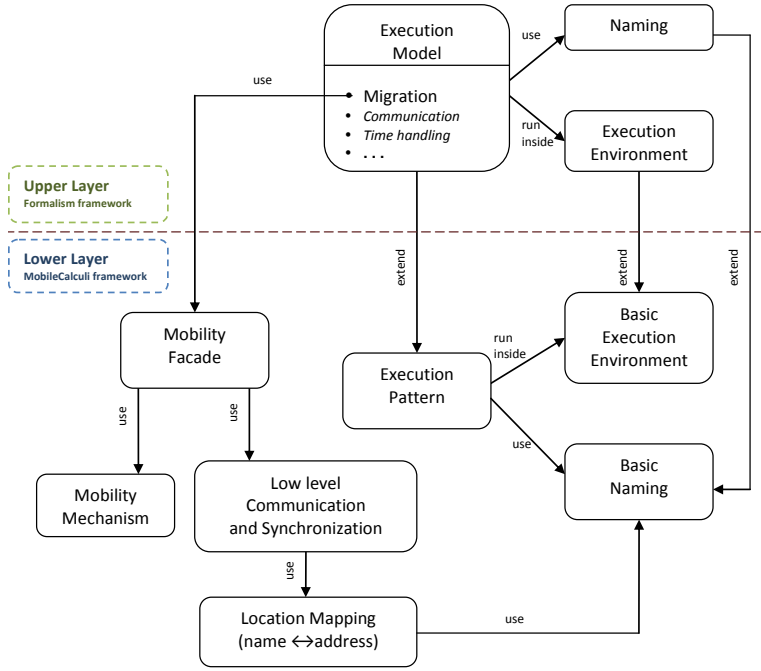 Execution
Model
use
Naming
use
• Migration
• Communication
• Time handling
• . . .
run
inside
Execution
Environment
Upper Layer
Formalism framework
Lower Layer
MobileCalculi framework
extend
extend
extend
Mobility
Facade
Basic
Execution
Environment
run
inside
Execution
Pattern
use
use
use
Basic
Naming
Mobility
Mechanism
Low level
Communication
and Synchronization
use
Location Mapping
(name ↔address)
use